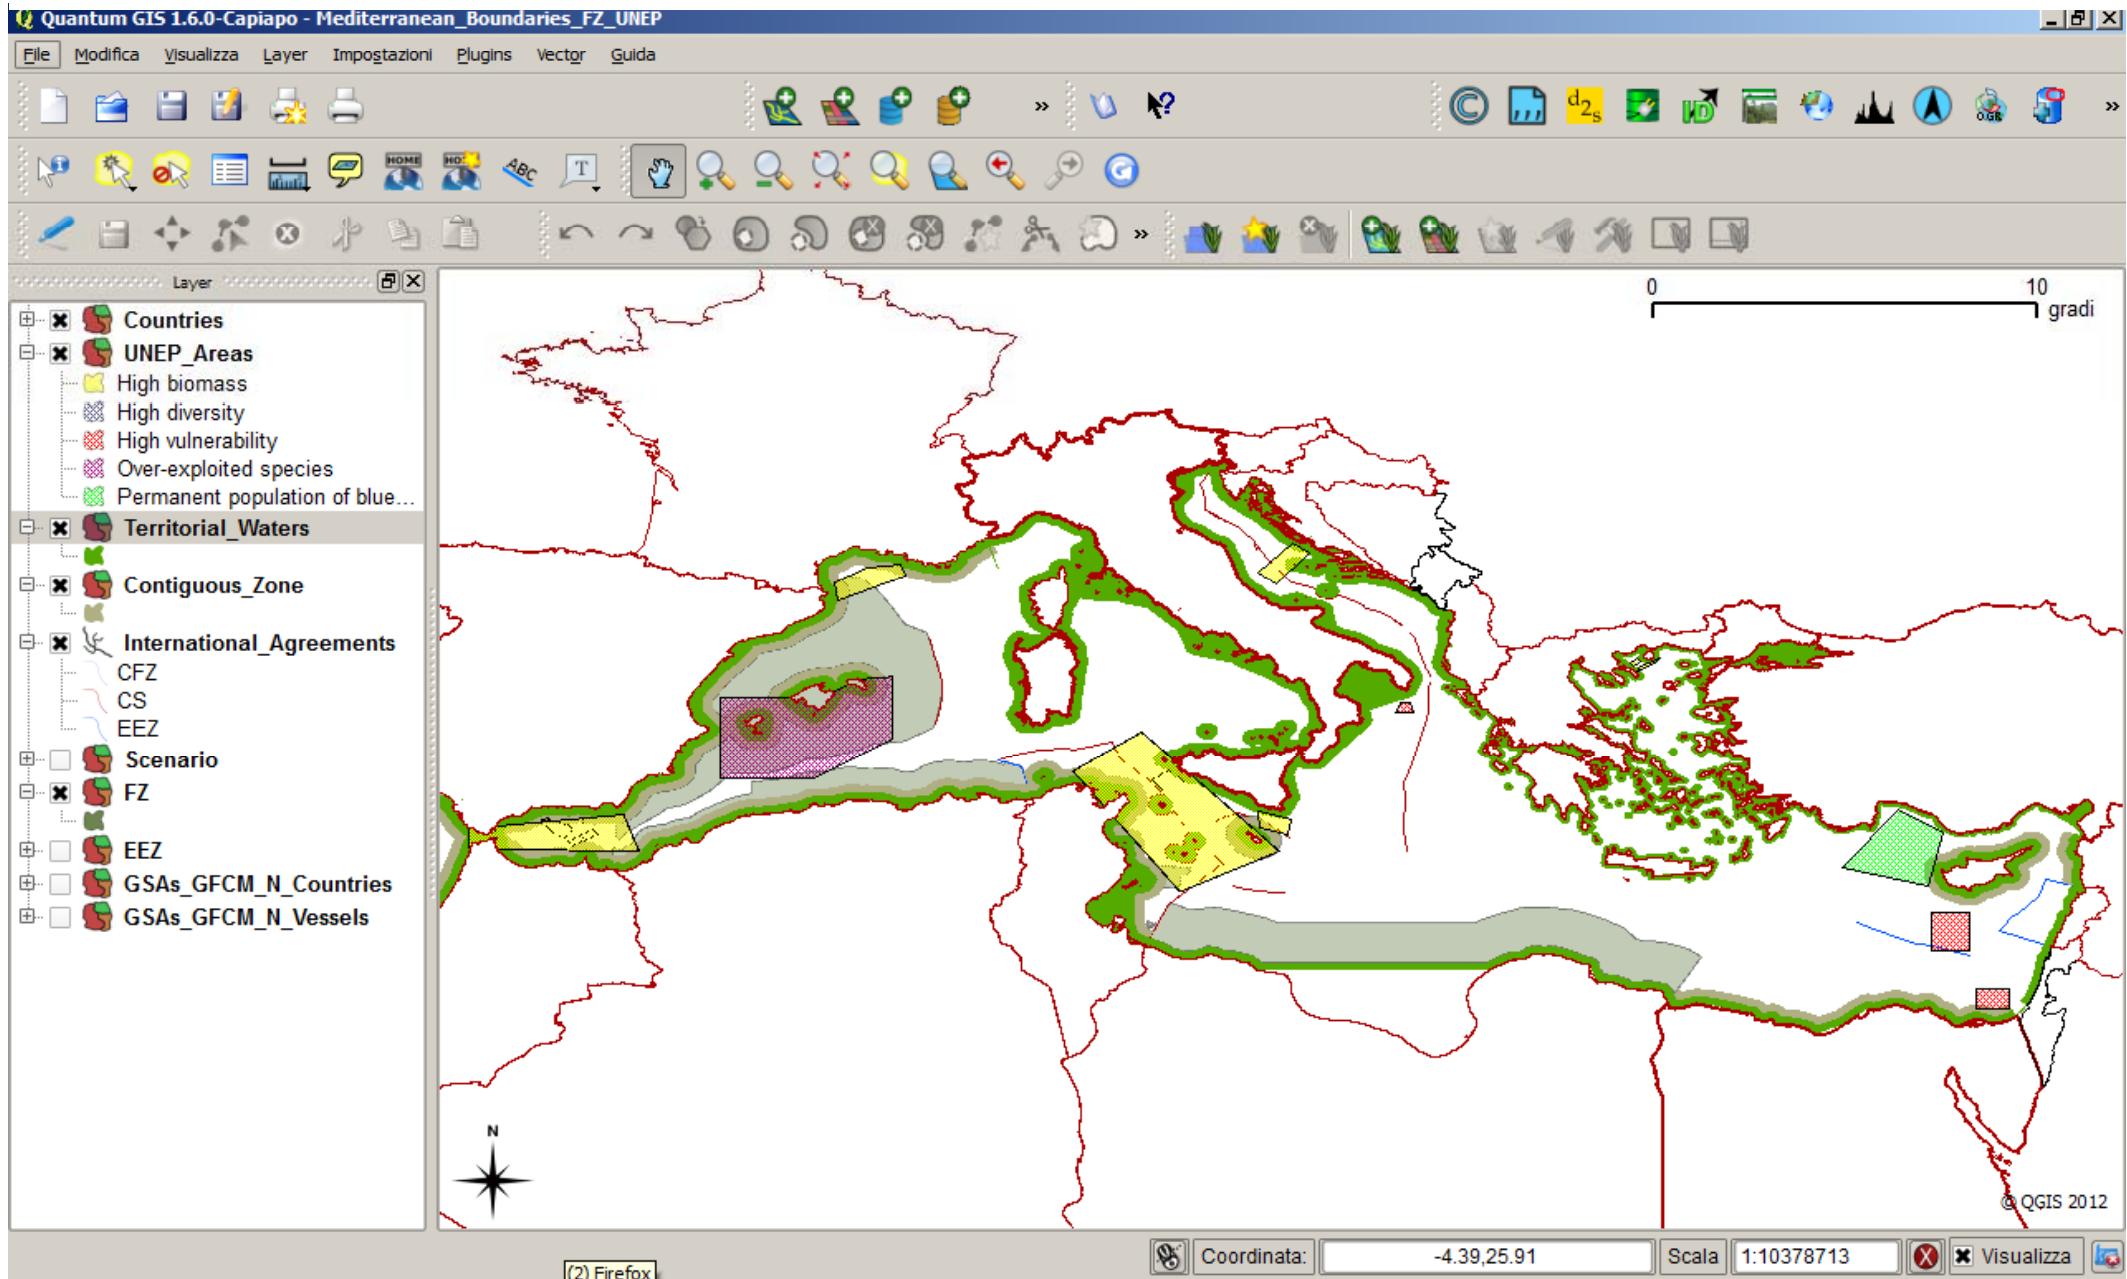 Quantum GIS 1.6.0-Capiapo - Mediterranean_Boundaries_FZ_UNEP
File Modifica Visualizza Layer Impostazioni Plugins Vector Guida
» ? © d2s »
HOME ABC T
»
Layer
Countries
UNEP_Areas
High biomass
High diversity
High vulnerability
Over-exploited species
Permanent population of blue...
Territorial_Waters
Contiguous_Zone
International_Agreements
CFZ
CS
EEZ
Scenario
FZ
EEZ
GSAs_GFCM_N_Countries
GSAs_GFCM_N_Vessels
0 10
gradi
N
© QGIS 2012
Coordinata: -4.39,25.91 Scala 1:10378713 Visualizza
(2) Firefox